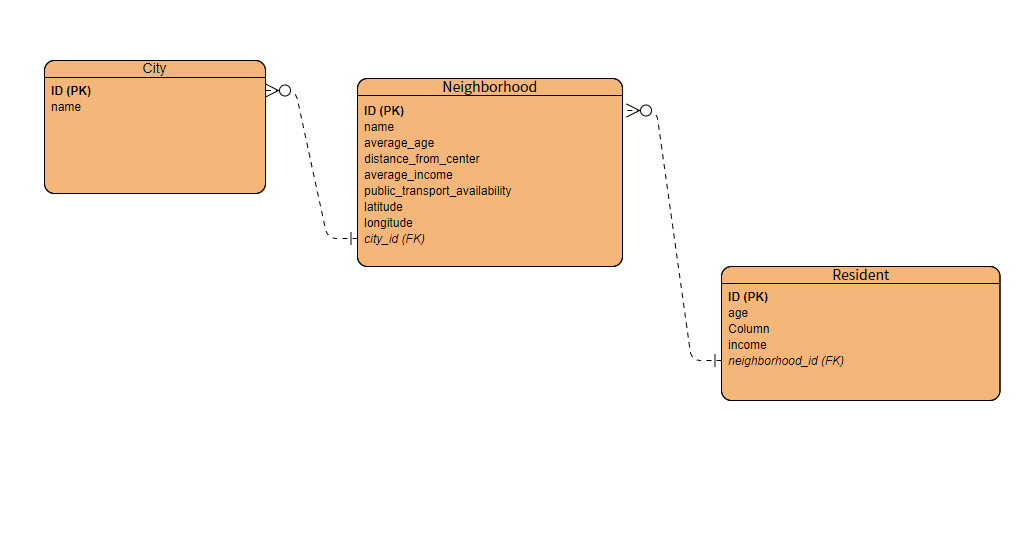 City
ID (PK)
name
Neighborhood
ID (PK)
name
average_age
distance_from_center
average_income
public_transport_availability
latitude
longitude
city_id (FK)
Resident
ID (PK)
age
Column
income
neighborhood_id (FK)